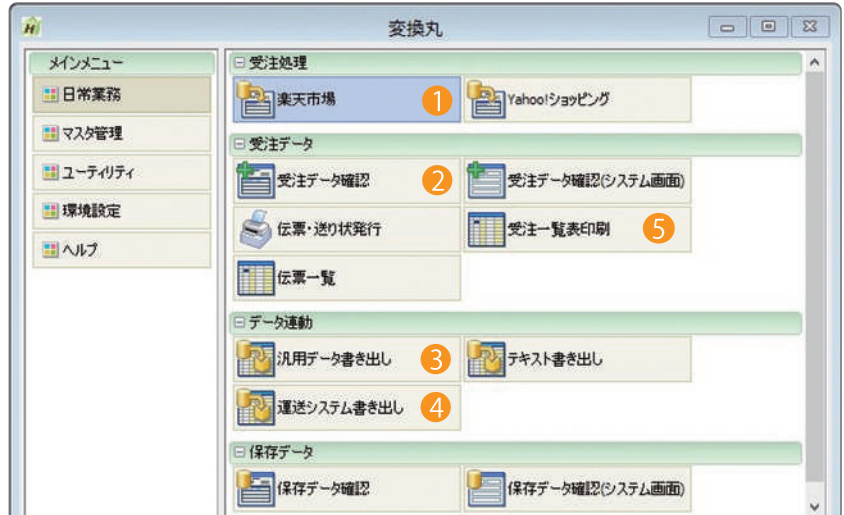 変換丸
メインメニュー
日常業務
マスタ管理
ユーティリティ
環境設定
ヘルプ
受注処理
楽天市場 1
Yahoo!ショッピング
受注データ
受注データ確認 2
受注データ確認(システム画面)
伝票・送り状発行
受注一覧表印刷 5
伝票一覧
データ連動
汎用データ書き出し 3
テキスト書き出し
運送システム書き出し 4
保存データ
保存データ確認
保存データ確認(システム画面)